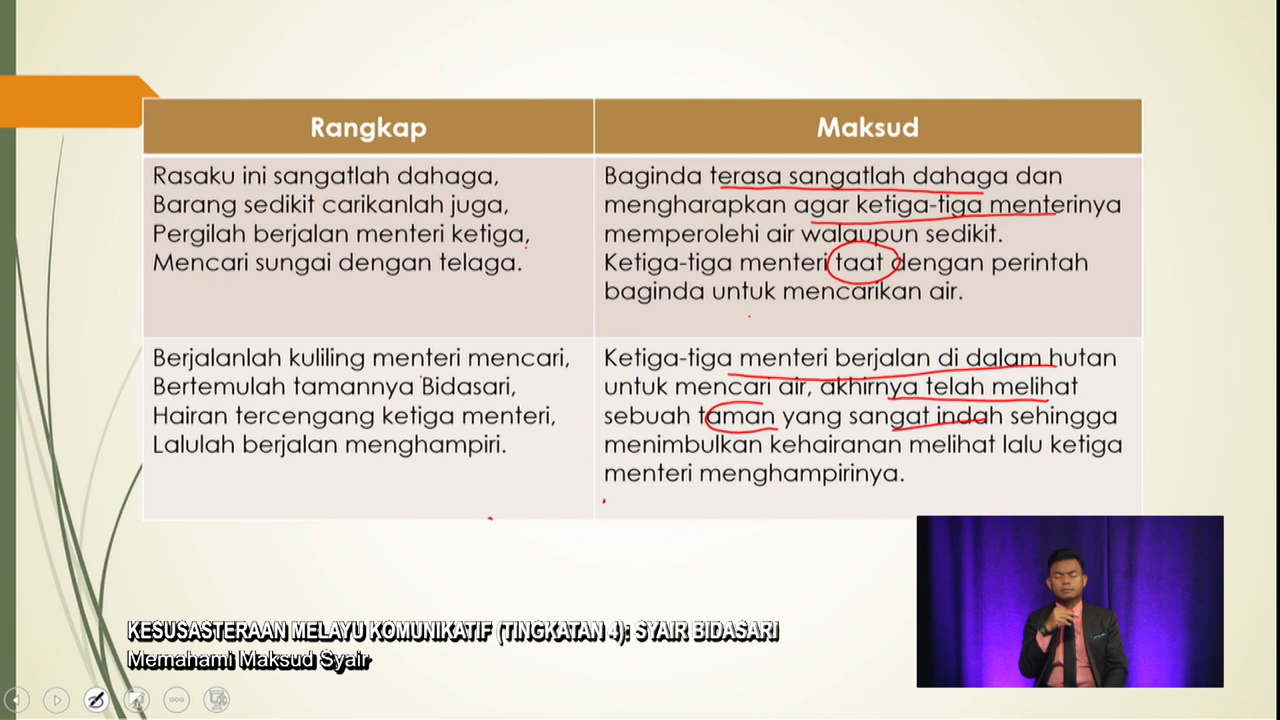 Rangkap
Maksud
Rasaku ini sangatlah dahaga,
Barang sedikit carikanlah juga,
Pergilah berjalan menteri ketiga,
Mencari sungai dengan telaga.
Baginda terasa sangatlah dahaga dan
mengharapkan agar ketiga-tiga menterinya
memperolehi air walaupun sedikit.
Ketiga-tiga menteri taat dengan perintah
baginda untuk mencarikan air.
Berjalanlah kuliling menteri mencari,
Bertemulah tamannya Bidasari,
Hairan tercengang ketiga menteri,
Lalulah berjalan menghampiri.
Ketiga-tiga menteri berjalan di dalam hutan
untuk mencari air, akhirnya telah melihat
sebuah taman yang sangat indah sehingga
menimbulkan kehairanan melihat lalu ketiga
menteri menghampirinya.
KESUSASTERAAN MELAYU KOMUNIKATIF (TINGKATAN 4): SYAIR BIDASARI
Memahami Maksud Syair